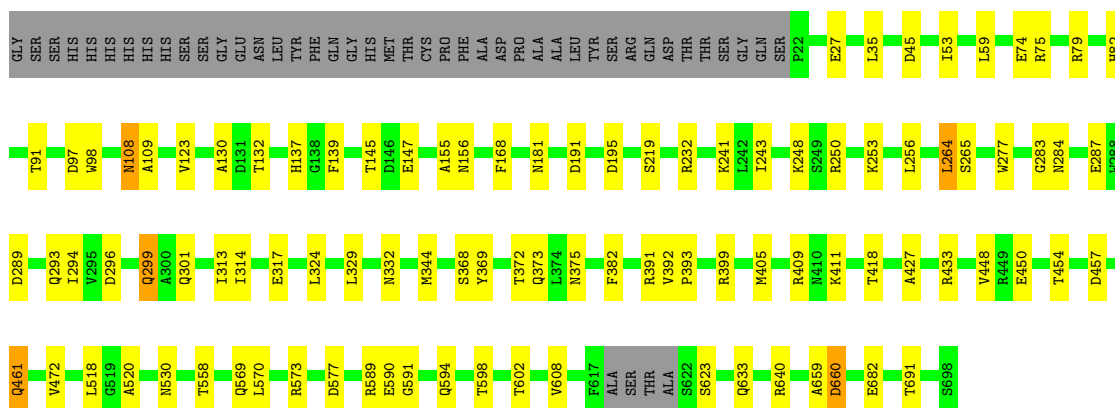 GLY SER SER HIS HIS HIS HIS HIS HIS SER SER GLY GLU ASN LEU TYR PHE GLN GLY HIS MET THR CYS PRO PHE ALA ASP PRO ALA ALA LEU TYR SER ARG GLN ASP THR THR SER GLY GLN SER P22 E27 L35 D45 I53 L59 E74 R75 R79
T91 D97 W98 N108 A109 V123 A130 D131 T132 H137 G138 F139 T145 D146 E147 A155 N156 F168 N181 D191 D195 S219 R232 K241 L242 I243 K248 S249 R250 K253 L256 L264 S265 W277 G283 N284 E287
D289 Q293 I294 V295 D296 Q299 A300 Q301 I313 I314 E317 L324 L329 N332 M344 S368 Y369 T372 Q373 L374 N375 F382 R391 V392 P393 R399 M405 R409 N410 K411 T418 A427 R433 V448 R449 E450 T454 D457
Q461 V472 L518 G519 A520 N530 T558 Q569 L570 R573 D577 R589 E590 G591 Q594 T598 T602 V608 F617 ALA SER THR ALA S622 S623 Q633 R640 A659 D660 E682 T691 S698